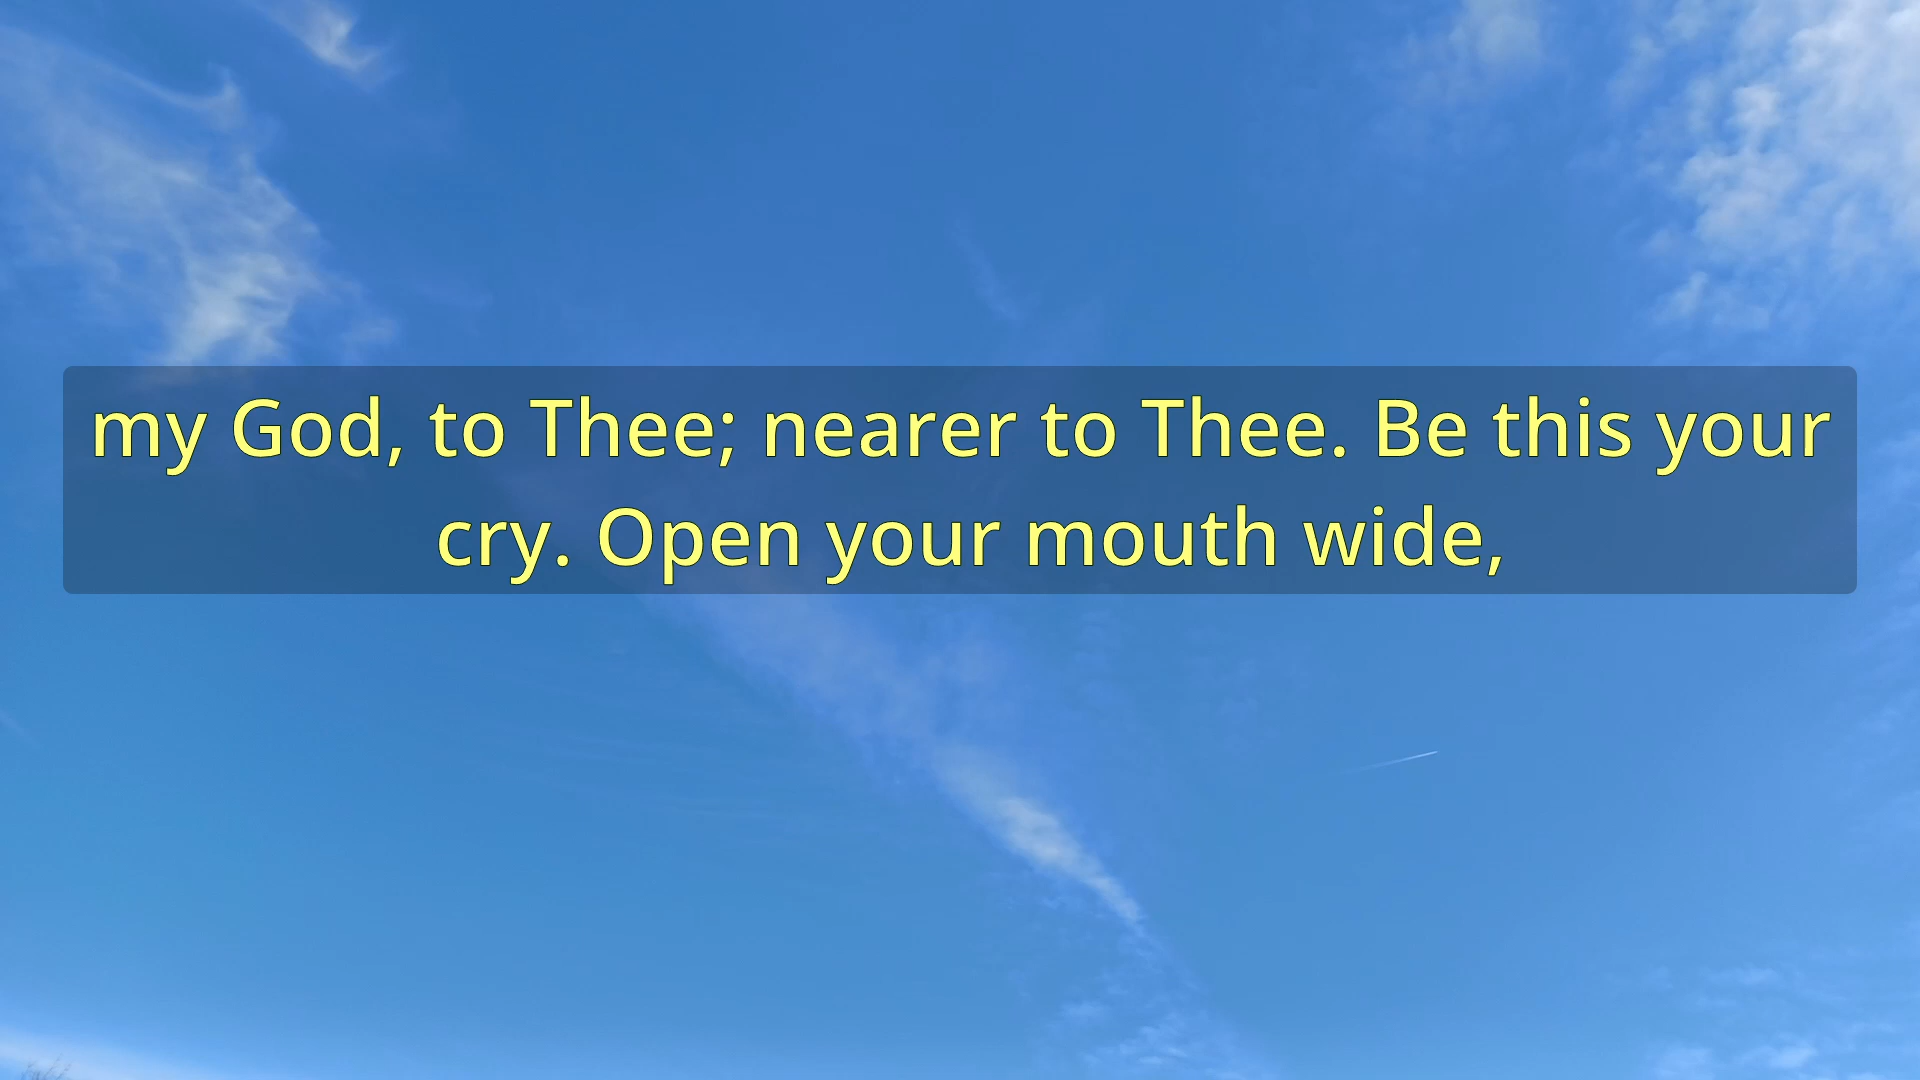 my God, to Thee; nearer to Thee. Be this your
cry. Open your mouth wide,